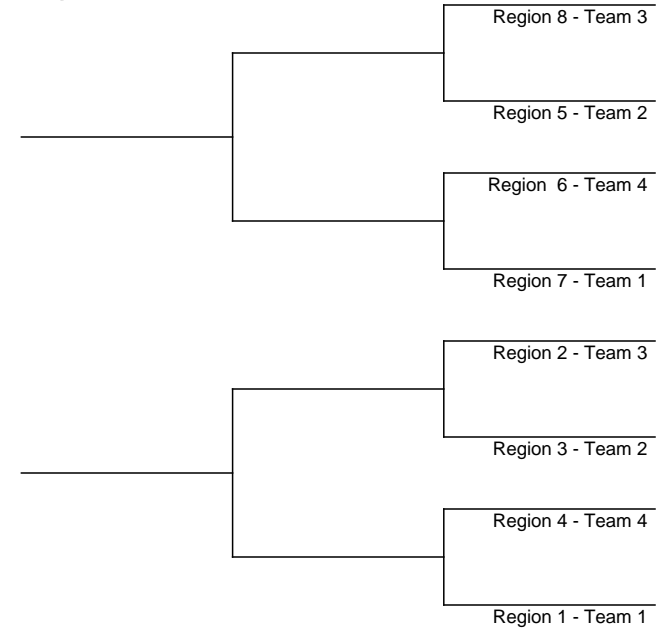 Region 8 - Team 3
Region 5 - Team 2
Region  6 - Team 4
Region 7 - Team 1
Region 2 - Team 3
Region 3 - Team 2
Region 4 - Team 4
Region 1 - Team 1